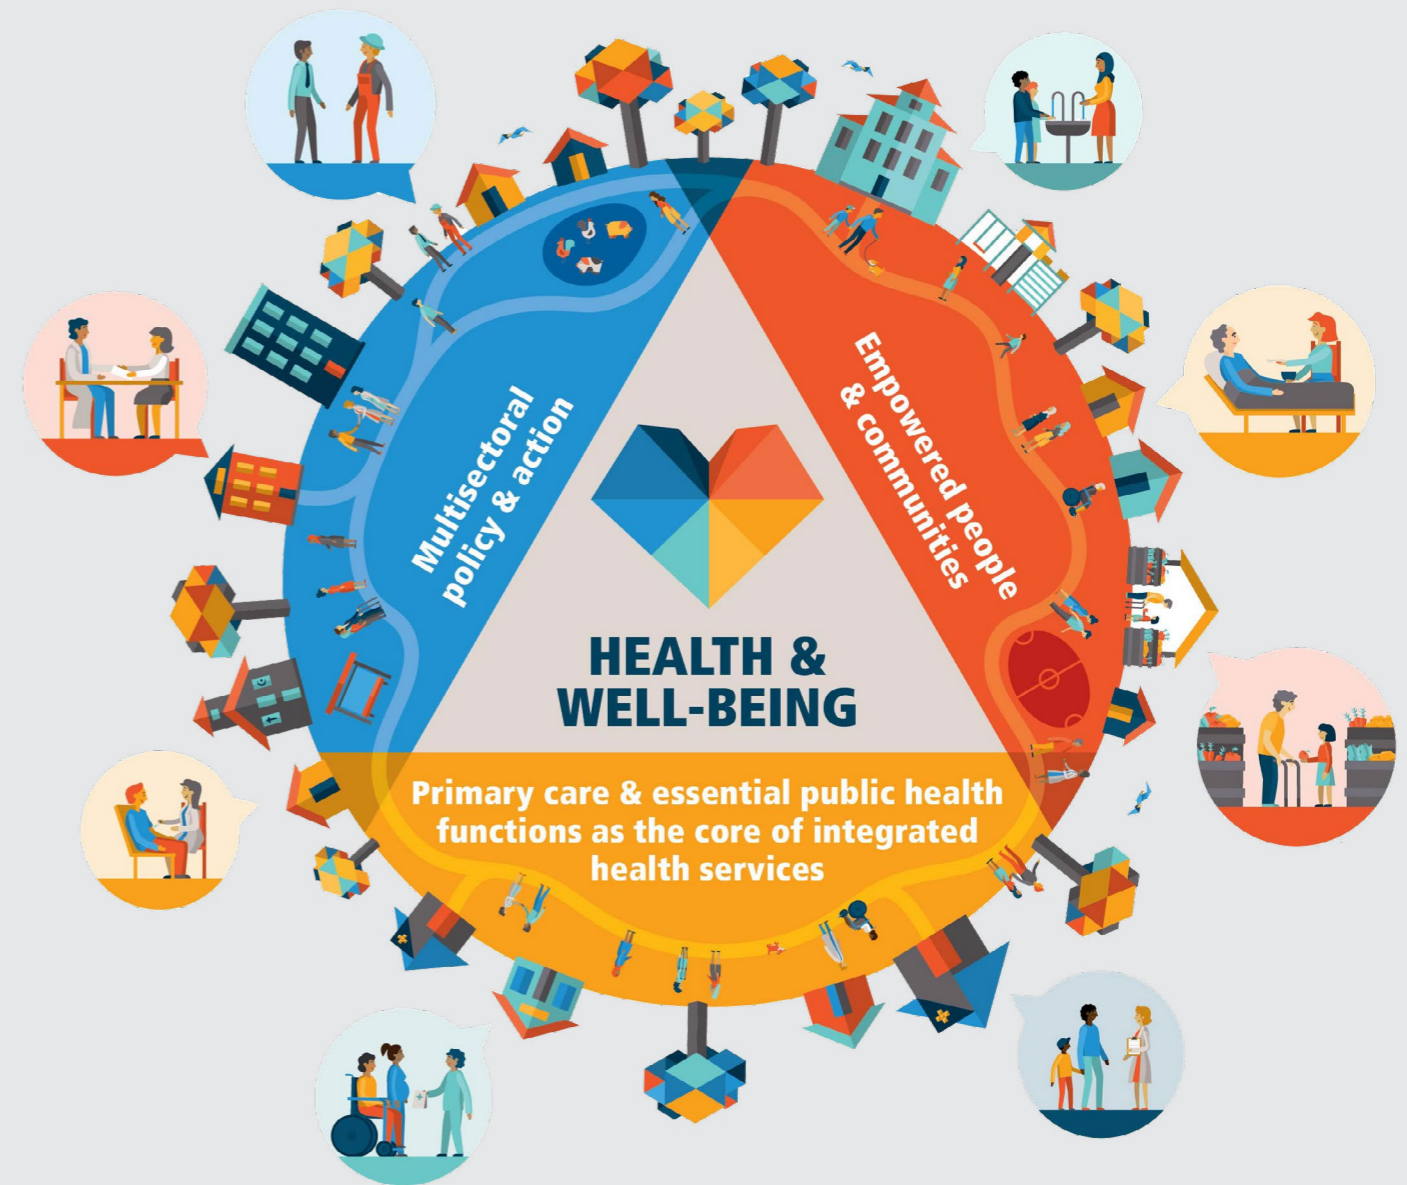 Multisectoral
policy & action
Empowered people
& communities
HEALTH &
WELL-BEING
Primary care & essential public health
functions as the core of integrated
health services